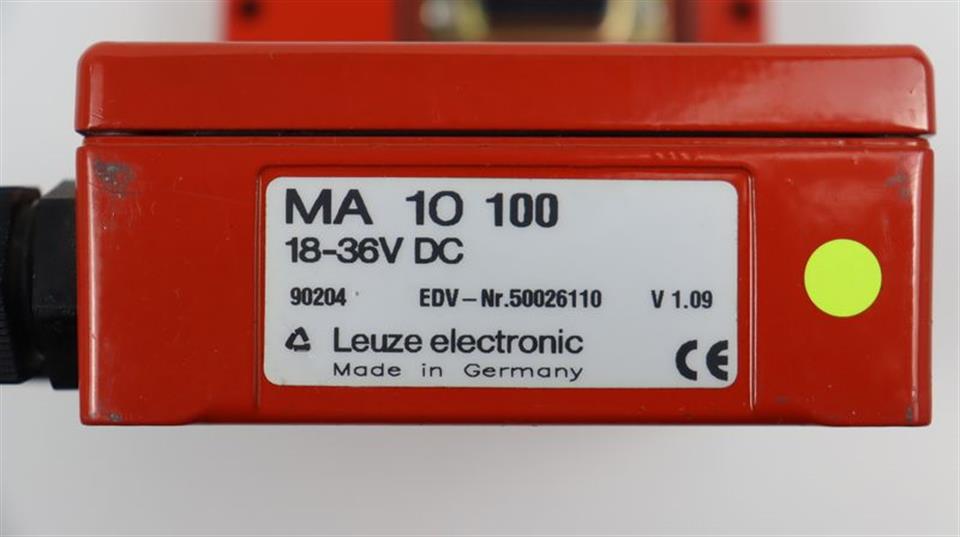 MA 10 100
18-36V DC
90204 EDV-Nr.50026110 V 1.09
Leuze electronic
Made in Germany
CE